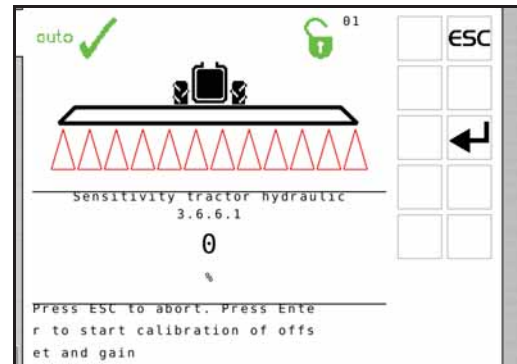 auto
01
ESC
Sensitivity tractor hydraulic
3.6.6.1
0
%
Press ESC to abort. Press Ente
r to start calibration of offs
et and gain